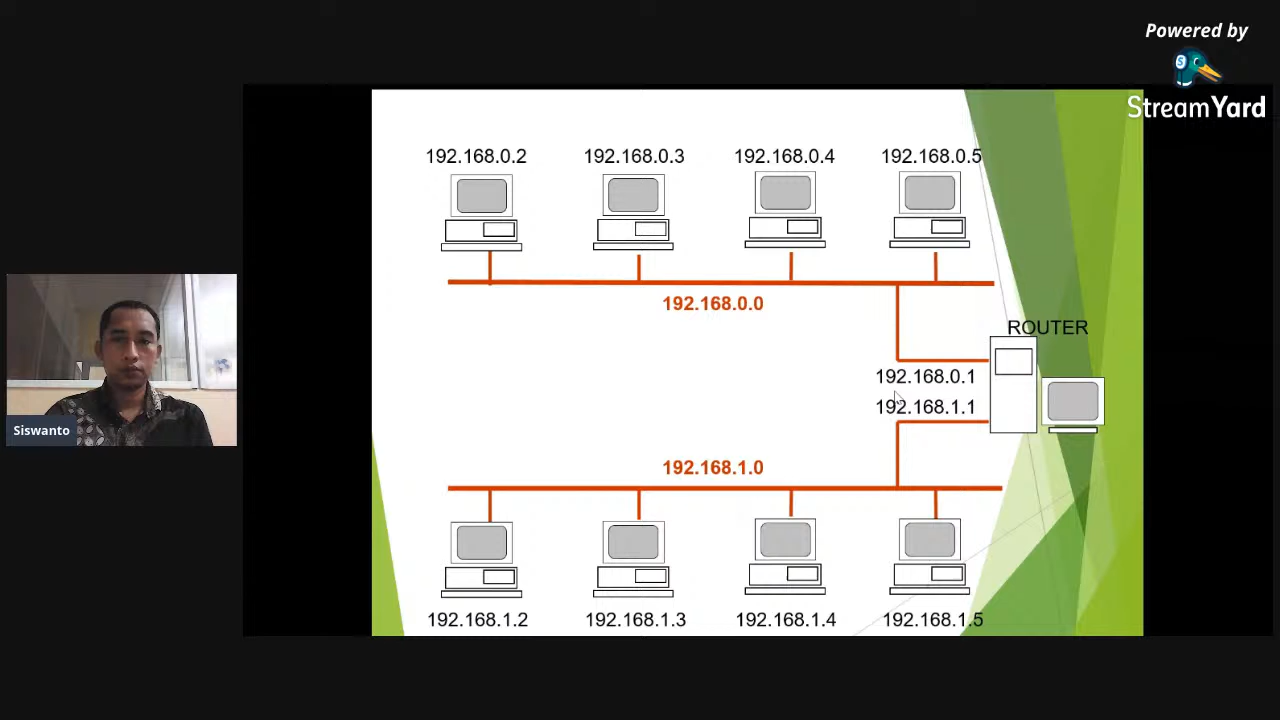 Powered by
StreamYard
192.168.0.2 192.168.0.3 192.168.0.4 192.168.0.5
192.168.0.0
ROUTER
192.168.0.1
192.168.1.1
Siswanto
192.168.1.0
192.168.1.2 192.168.1.3 192.168.1.4 192.168.1.5